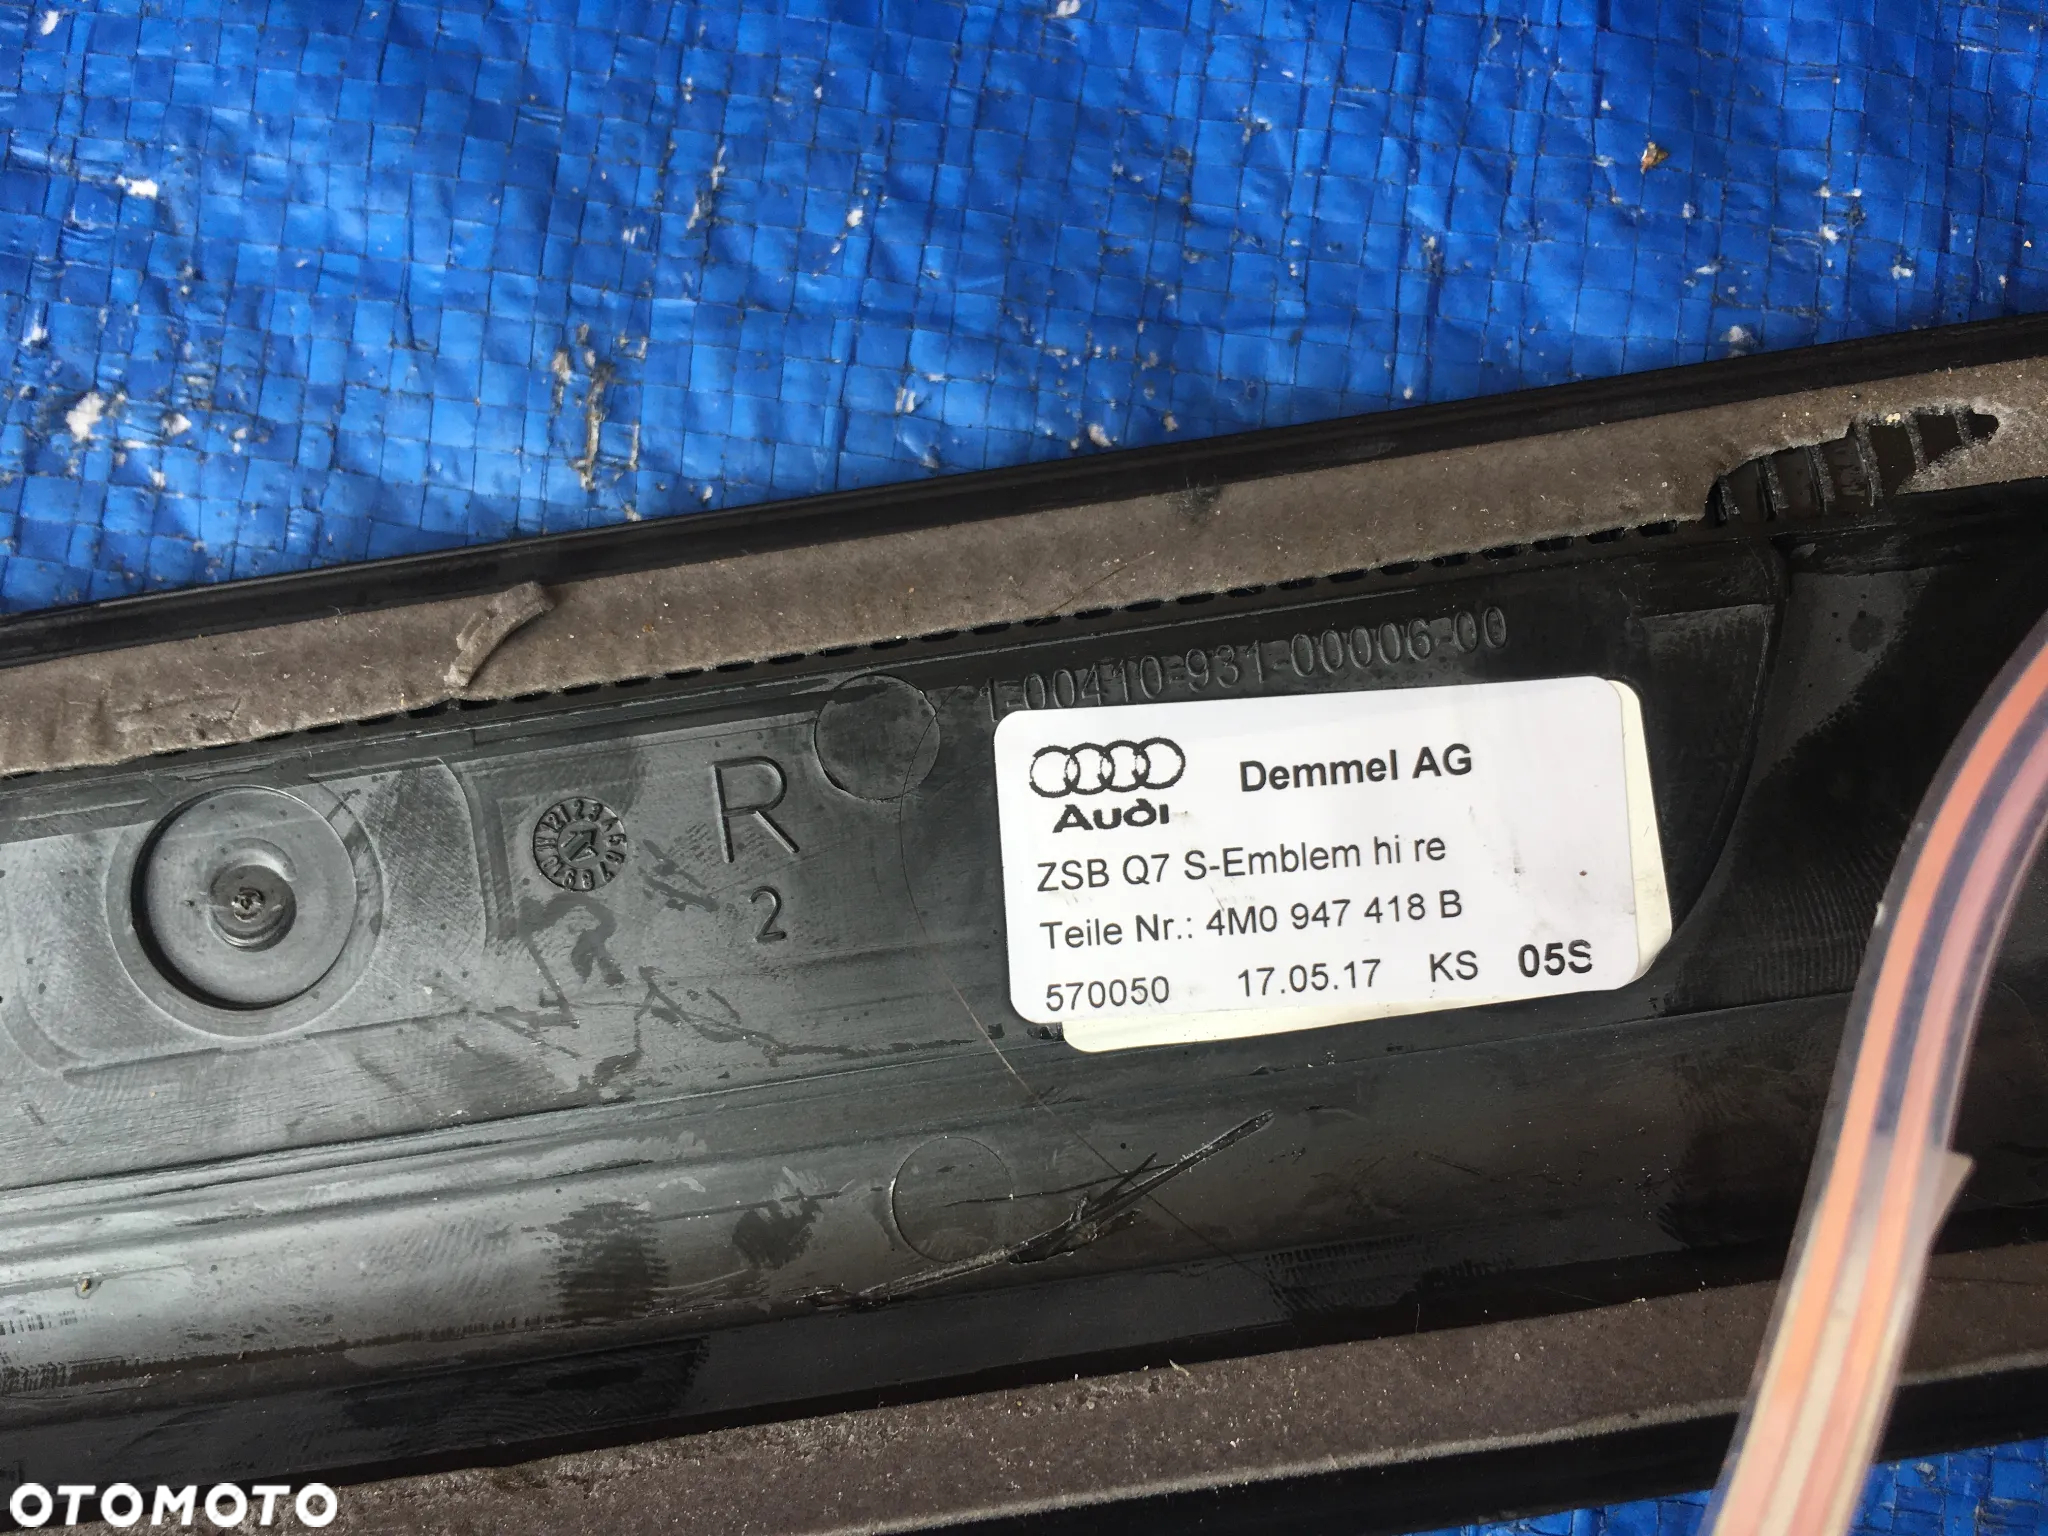 1-00410-931-00006-00
Audi
Demmel AG
ZSB Q7 S-Emblem hi re
Teile Nr.: 4M0 947 418 B
570050 17.05.17 KS 05S
R
2
OTOMOTO